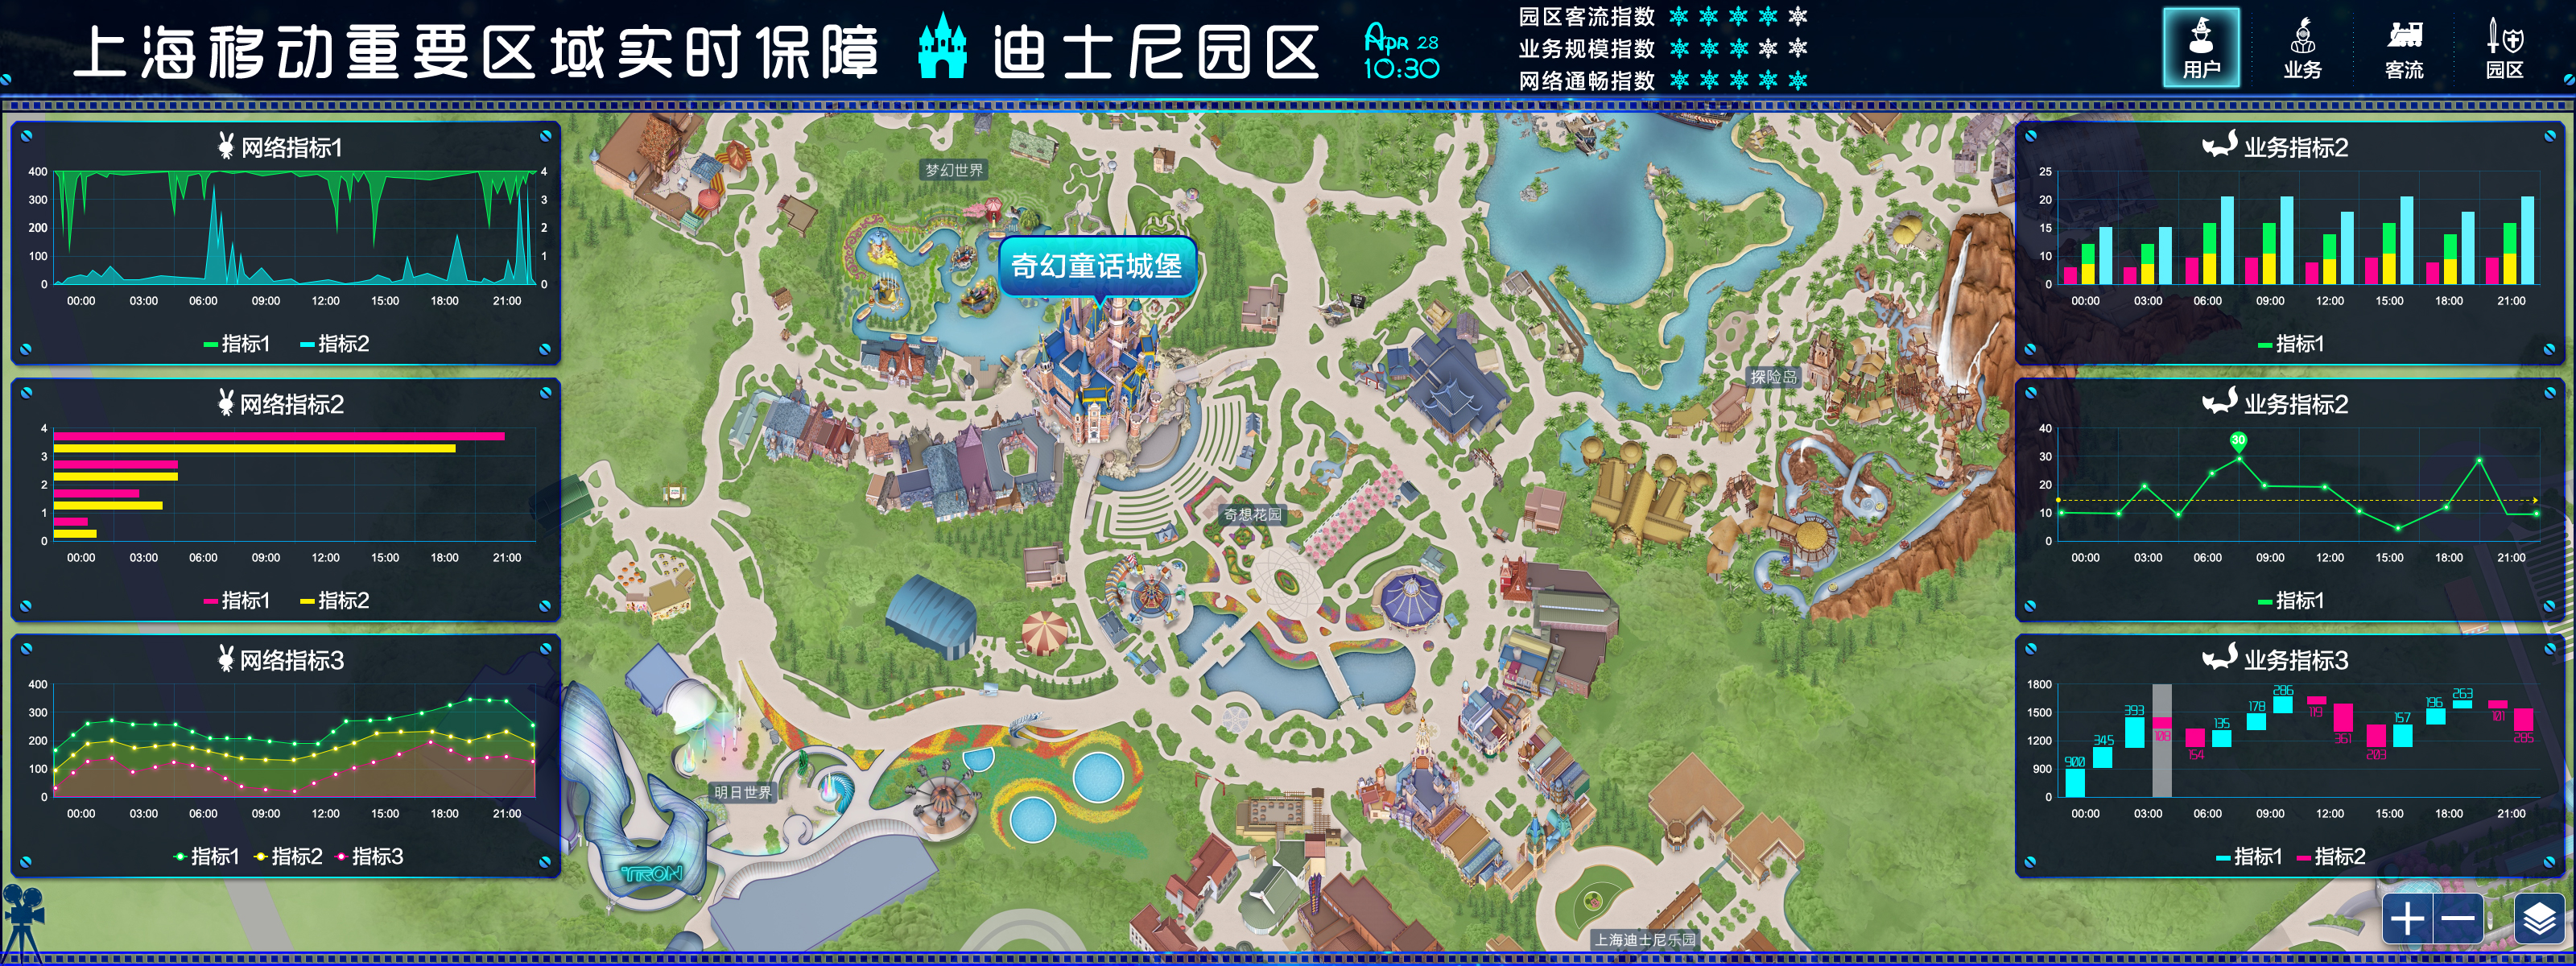 上海移动重要区域实时保障 迪士尼园区
APR 28
10:30
园区客流指数
业务规模指数
网络通畅指数
用户
业务
客流
园区
网络指标1
400 300 200 100 0
4 3 2 1 0
00:00 03:00 06:00 09:00 12:00 15:00 18:00 21:00
指标1 指标2
网络指标2
4 3 2 1 0
00:00 03:00 06:00 09:00 12:00 15:00 18:00 21:00
指标1 指标2
网络指标3
400 300 200 100 0
00:00 03:00 06:00 09:00 12:00 15:00 18:00 21:00
指标1 指标2 指标3
梦幻世界
奇幻童话城堡
探险岛
奇想花园
明日世界
TRON
上海迪士尼乐园
业务指标2
25 20 15 10 0
00:00 03:00 06:00 09:00 12:00 15:00 18:00 21:00
指标1
业务指标2
40 30 20 10 0
30
00:00 03:00 06:00 09:00 12:00 15:00 18:00 21:00
指标1
业务指标3
1800 1500 1200 900 0
900 345 393 108 154 135 178 286 119 361 203 157 196 263 101 285
00:00 03:00 06:00 09:00 12:00 15:00 18:00 21:00
指标1 指标2